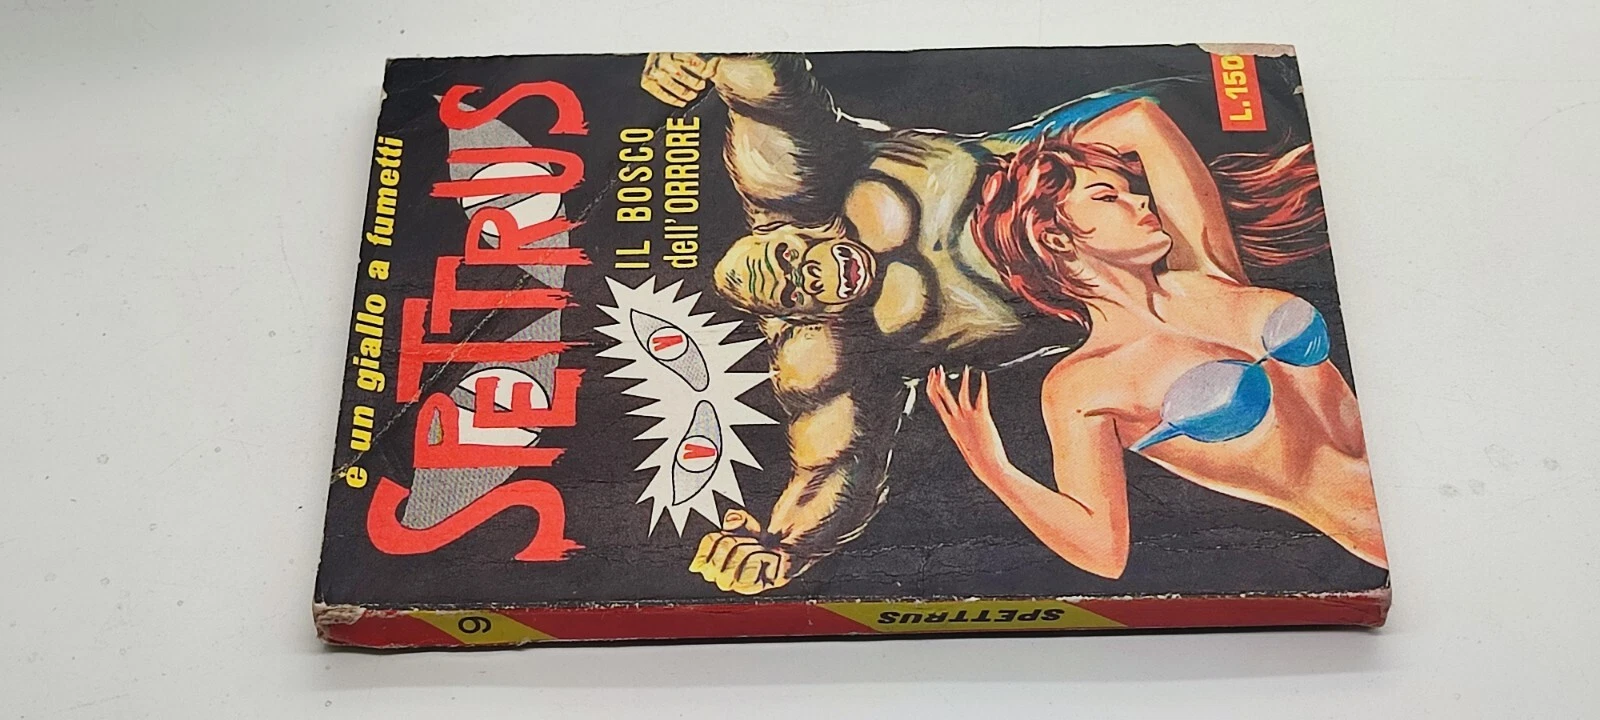 è un giallo a fumetti
SPETTRUS
IL BOSCO
dell'ORRORE
V V
L.150
6
SPETTRUS